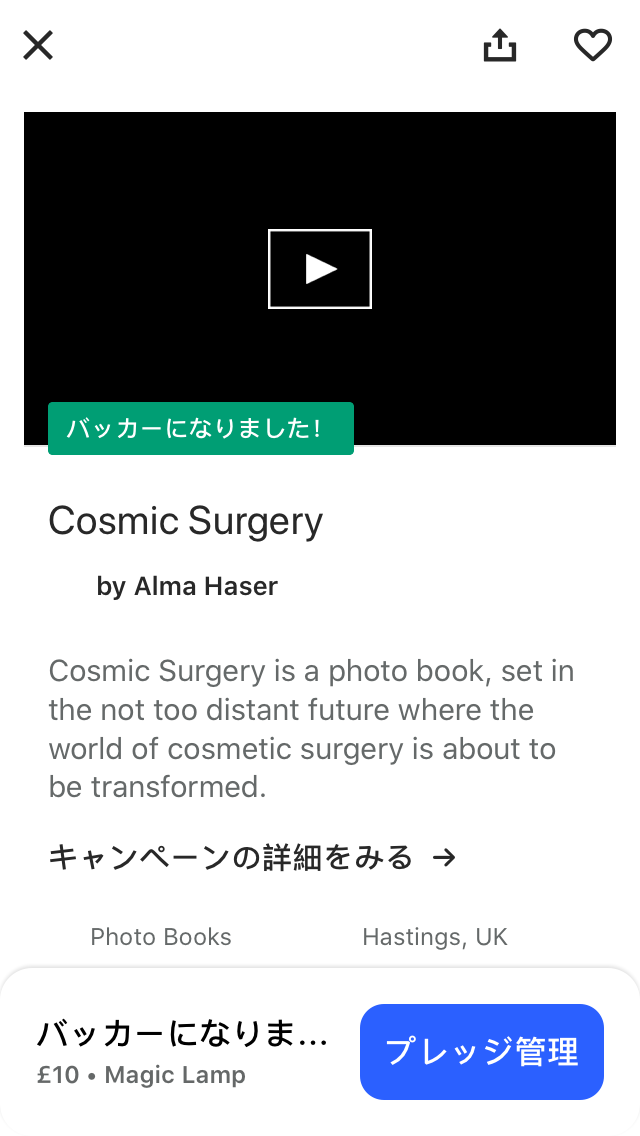 バッカーになりました!
Cosmic Surgery
by Alma Haser
Cosmic Surgery is a photo book, set in
the not too distant future where the
world of cosmetic surgery is about to
be transformed.
キャンペーンの詳細をみる →
Photo Books
Hastings, UK
バッカーになりま...
£10 • Magic Lamp
プレッジ管理